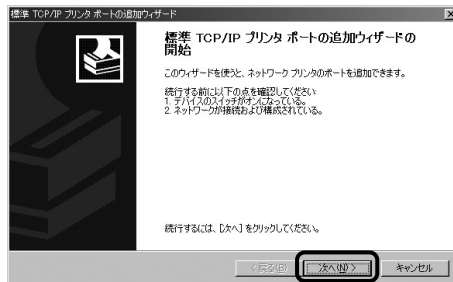 標準 TCP/IP プリンタ ポートの追加ウィザード
標準 TCP/IP プリンタ ポートの追加ウィザードの
開始
このウィザードを使うと、ネットワーク プリンタのポートを追加できます。
続行する前に以下の点を確認してください:
1. デバイスのスイッチがオンになっている。
2. ネットワークが接続および構成されている。
続行するには、[次へ] をクリックしてください。
< 戻る(B) 次へ(N) > キャンセル